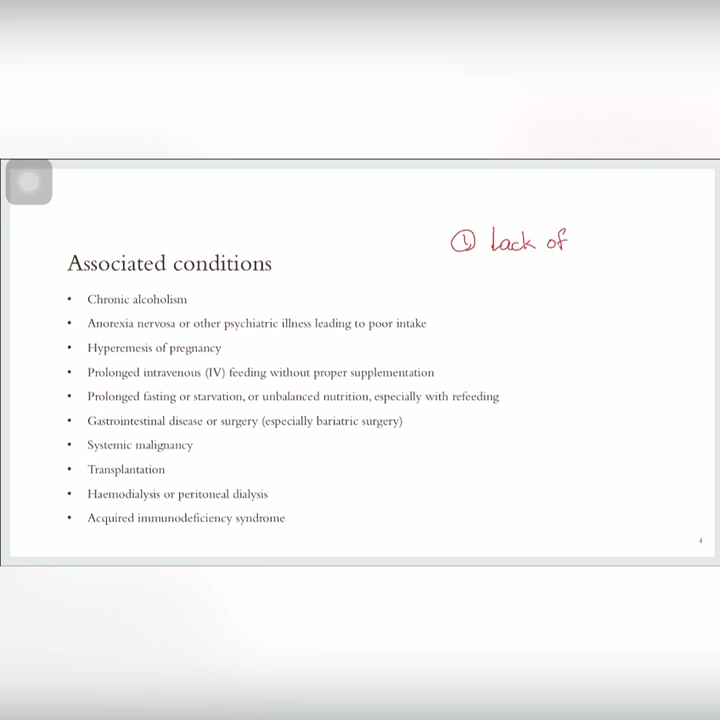 ① Lack of
Associated conditions
• Chronic alcoholism
• Anorexia nervosa or other psychiatric illness leading to poor intake
• Hyperemesis of pregnancy
• Prolonged intravenous (IV) feeding without proper supplementation
• Prolonged fasting or starvation, or unbalanced nutrition, especially with refeeding
• Gastrointestinal disease or surgery (especially bariatric surgery)
• Systemic malignancy
• Transplantation
• Haemodialysis or peritoneal dialysis
• Acquired immunodeficiency syndrome
4